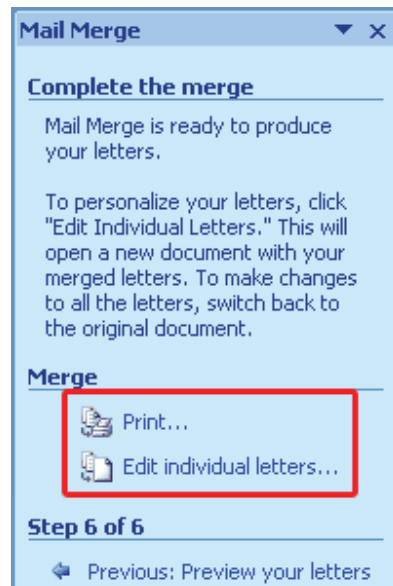 Mail Merge
Complete the merge
Mail Merge is ready to produce
your letters.
To personalize your letters, click
"Edit Individual Letters." This will
open a new document with your
merged letters. To make changes
to all the letters, switch back to
the original document.
Merge
Print...
Edit individual letters...
Step 6 of 6
Previous: Preview your letters